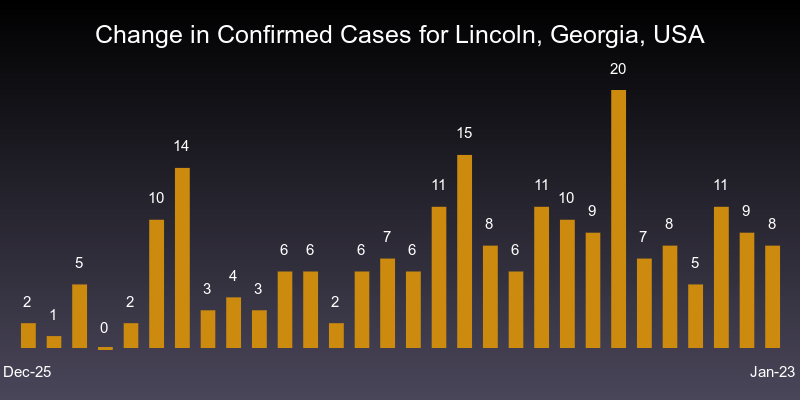 Change in Confirmed Cases for Lincoln, Georgia, USA
2 1 5 0 2 10 14 3 4 3 6 6 2 6 7 6 11 15 8 6 11 10 9 20 7 8 5 11 9 8
Dec-25 Jan-23